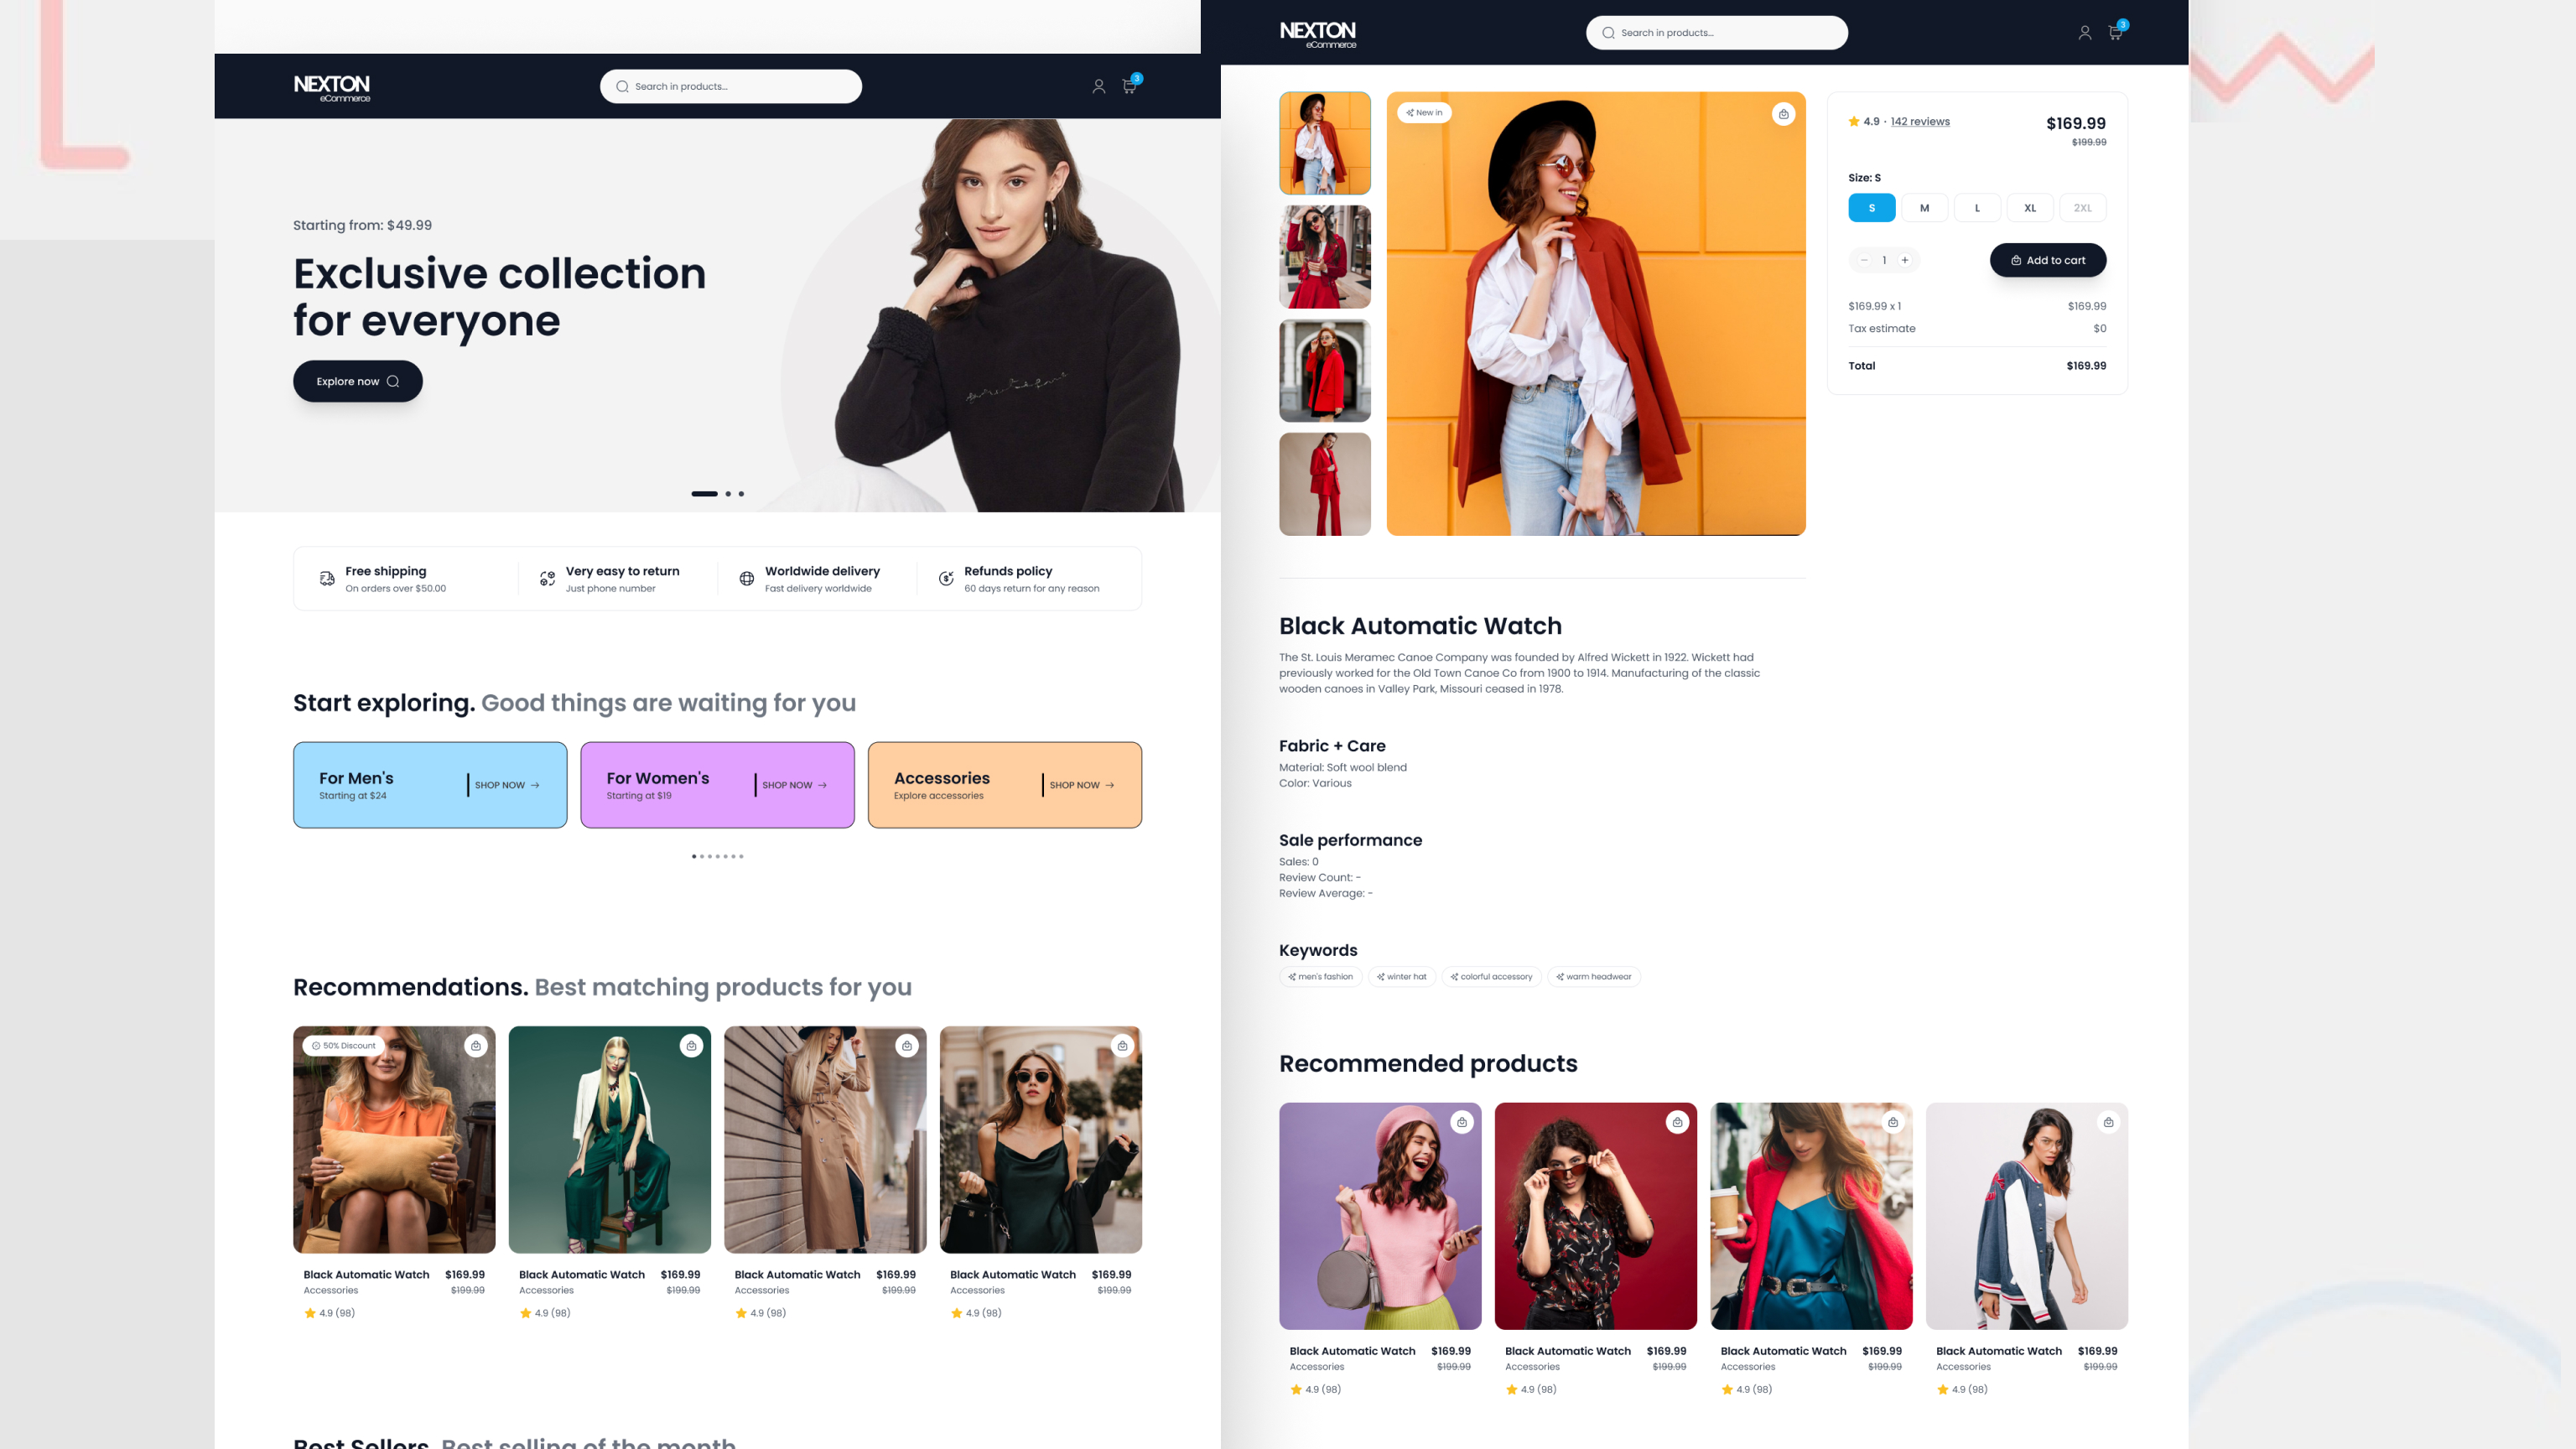 NEXTON
eCommerce
Search in products...
3
Starting from: $49.99
Exclusive collection
for everyone
Explore now
Free shipping
On orders over $50.00
Very easy to return
Just phone number
Worldwide delivery
Fast delivery worldwide
Refunds policy
60 days return for any reason
Start exploring. Good things are waiting for you
For Men's
Starting at $24
SHOP NOW
For Women's
Starting at $19
SHOP NOW
Accessories
Explore accessories
SHOP NOW
Recommendations. Best matching products for you
50% Discount
Black Automatic Watch $169.99
Accessories $199.99
4.9 (98)
Black Automatic Watch $169.99
Accessories $199.99
4.9 (98)
Black Automatic Watch $169.99
Accessories $199.99
4.9 (98)
Black Automatic Watch $169.99
Accessories $199.99
4.9 (98)
Best Sellers. Best selling of the month
NEXTON
eCommerce
Search in products...
3
New in
4.9 · 142 reviews
$169.99
$199.99
Size: S
S M L XL 2XL
1
Add to cart
$169.99 x 1 $169.99
Tax estimate $0
Total $169.99
Black Automatic Watch
The St. Louis Meramec Canoe Company was founded by Alfred Wickett in 1922. Wickett had
previously worked for the Old Town Canoe Co from 1900 to 1914. Manufacturing of the classic
wooden canoes in Valley Park, Missouri ceased in 1978.
Fabric + Care
Material: Soft wool blend
Color: Various
Sale performance
Sales: 0
Review Count: -
Review Average: -
Keywords
men's fashion
winter hat
colorful accessory
warm headwear
Recommended products
Black Automatic Watch $169.99
Accessories $199.99
4.9 (98)
Black Automatic Watch $169.99
Accessories $199.99
4.9 (98)
Black Automatic Watch $169.99
Accessories $199.99
4.9 (98)
Black Automatic Watch $169.99
Accessories $199.99
4.9 (98)